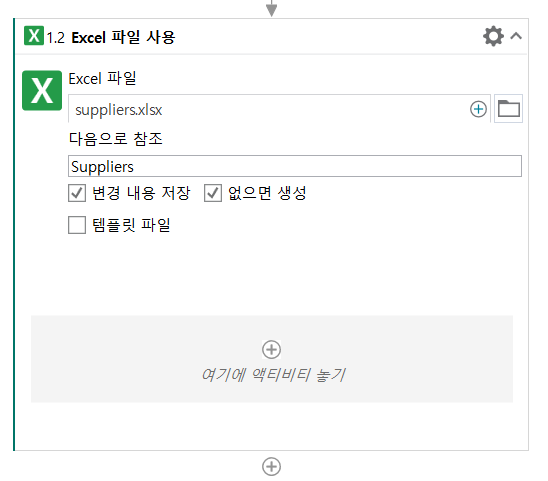 1.2 Excel 파일 사용
Excel 파일
suppliers.xlsx
다음으로 참조
Suppliers
변경 내용 저장 없으면 생성
템플릿 파일
여기에 액티비티 놓기